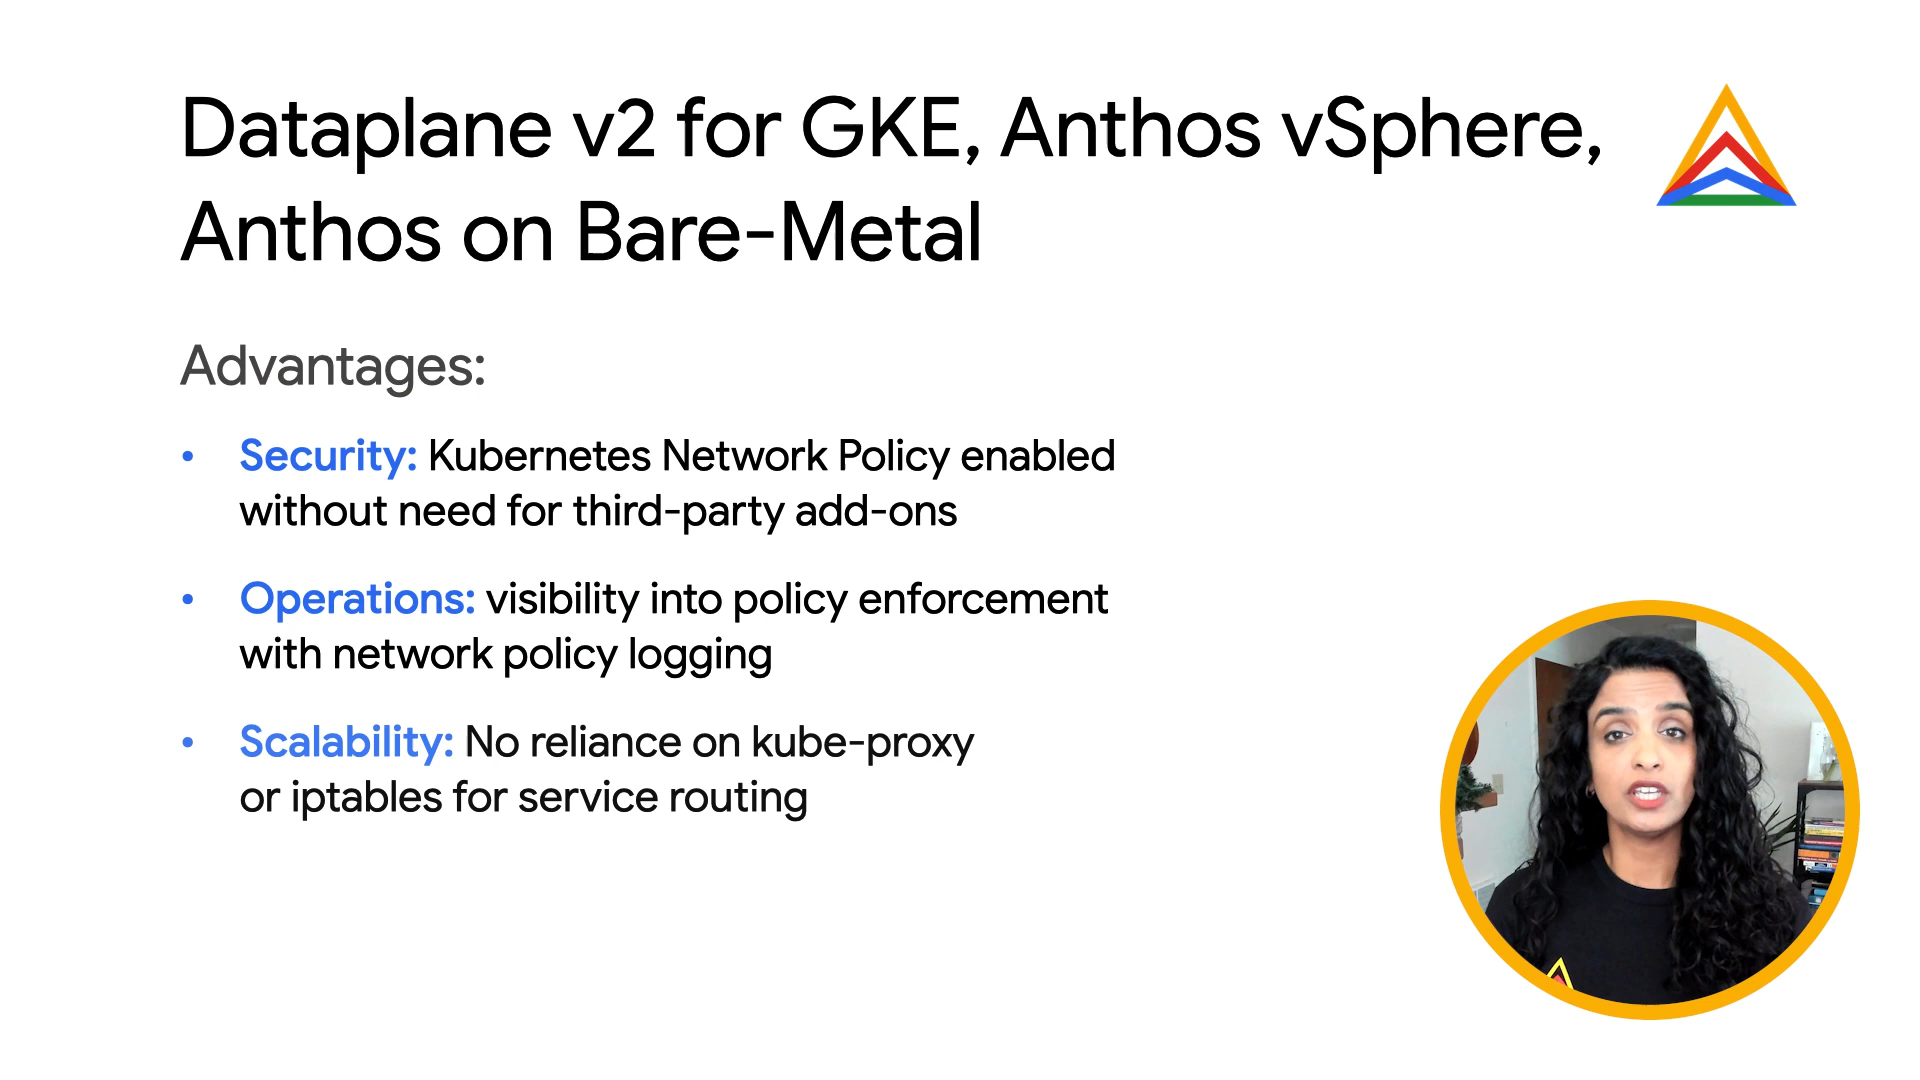 Dataplane v2 for GKE, Anthos vSphere,
Anthos on Bare-Metal
Advantages:
• Security: Kubernetes Network Policy enabled
without need for third-party add-ons
• Operations: visibility into policy enforcement
with network policy logging
• Scalability: No reliance on kube-proxy
or iptables for service routing